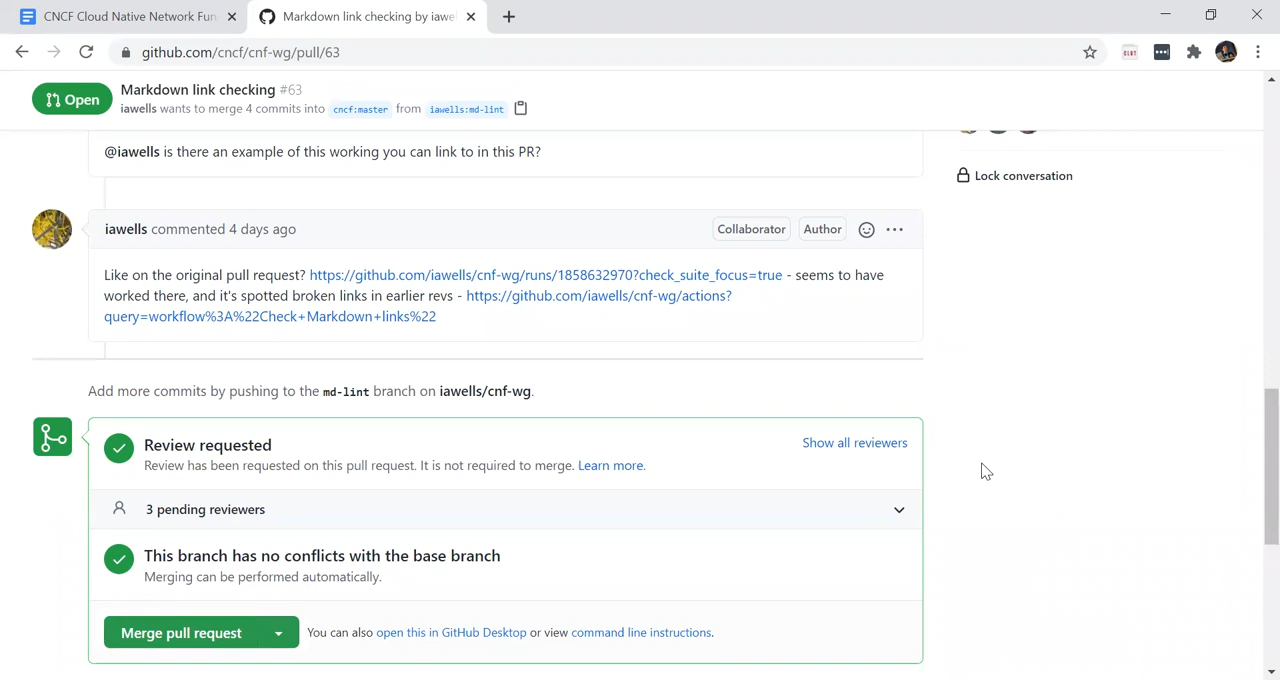 CNCF Cloud Native Network Fun
Markdown link checking by iawel
github.com/cncf/cnf-wg/pull/63
Open
Markdown link checking #63
iawells wants to merge 4 commits into cncf:master from iawells:md-lint
@iawells is there an example of this working you can link to in this PR?
Lock conversation
iawells commented 4 days ago
Collaborator
Author
Like on the original pull request? https://github.com/iawells/cnf-wg/runs/1858632970?check_suite_focus=true - seems to have
worked there, and it's spotted broken links in earlier revs - https://github.com/iawells/cnf-wg/actions?
query=workflow%3A%22Check+Markdown+links%22
Add more commits by pushing to the md-lint branch on iawells/cnf-wg.
Review requested
Show all reviewers
Review has been requested on this pull request. It is not required to merge. Learn more.
3 pending reviewers
This branch has no conflicts with the base branch
Merging can be performed automatically.
Merge pull request
You can also open this in GitHub Desktop or view command line instructions.